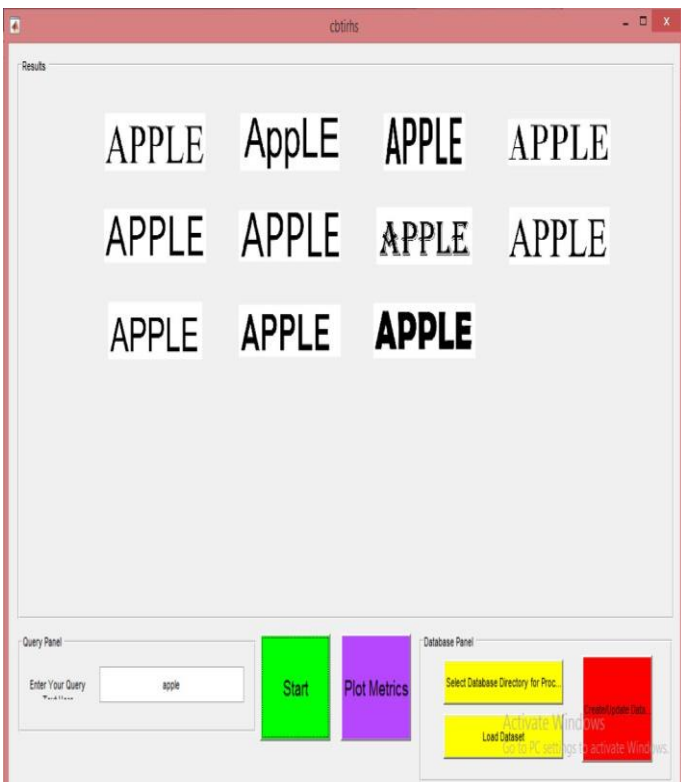 cbtirhs
Results
APPLE AppLE APPLE APPLE
APPLE APPLE APPLE APPLE
APPLE APPLE APPLE
Query Panel
Enter Your Query
apple
Start
Plot Metrics
Database Panel
Select Database Directory for Proc...
Load Dataset
Create/Update Data...
Activate Windows
Go to PC settings to activate Windows.